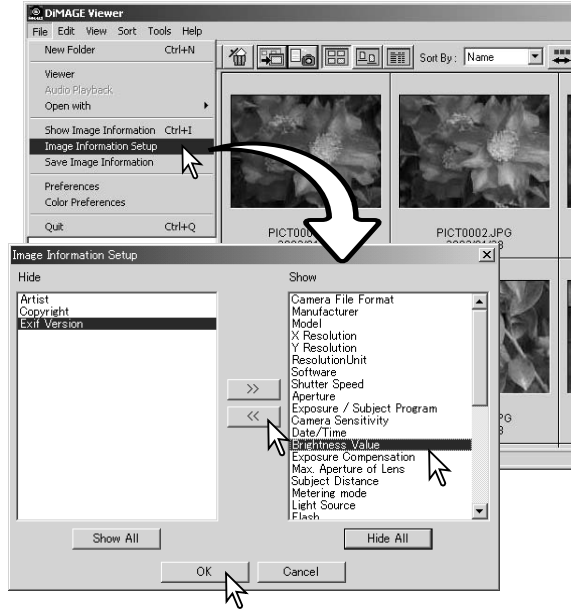 DiMAGE Viewer
File Edit View Sort Tools Help
New Folder Ctrl+N
Viewer
Audio Playback
Open with
Show Image Information Ctrl+I
Image Information Setup
Save Image Information
Preferences
Color Preferences
Quit Ctrl+Q
Sort By : Name
PICT0002.JPG
Image Information Setup
Hide
Artist
Copyright
Exif Version
Show All
>>
<<
Show
Camera File Format
Manufacturer
Model
X Resolution
Y Resolution
ResolutionUnit
Software
Shutter Speed
Aperture
Exposure / Subject Program
Camera Sensitivity
Date/Time
Brightness Value
Exposure Compensation
Max. Aperture of Lens
Subject Distance
Metering mode
Light Source
Flash
Hide All
OK Cancel